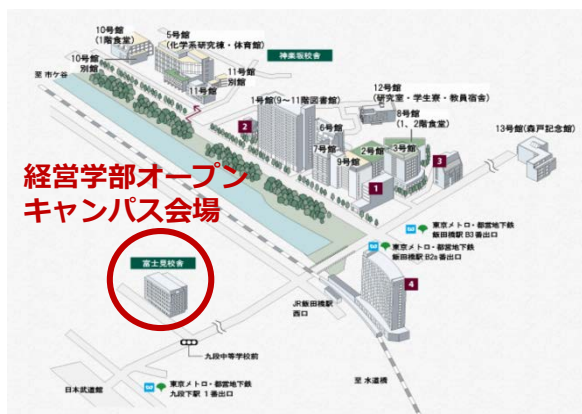 10号館
(1階食堂)
5号館
(化学系研究棟・体育館)
神楽坂校舎
10号館
別館
11号館
別館
至 市ケ谷
11号館
12号館
(研究室・学生寮・教員宿舎)
1号館(9〜11階図書館)
8号館
(1、2階食堂)
2
6号館
13号館(森戸記念館)
7号館
2号館
3号館
9号館
3
1
経営学部オープン
キャンパス会場
東京メトロ・都営地下鉄
飯田橋駅 B3番出口
東京メトロ・都営地下鉄
飯田橋駅 B2a番出口
富士見校舎
4
JR飯田橋駅
西口
九段中等学校前
至 水道橋
日本武道館
東京メトロ・都営地下鉄
九段下駅 1番出口